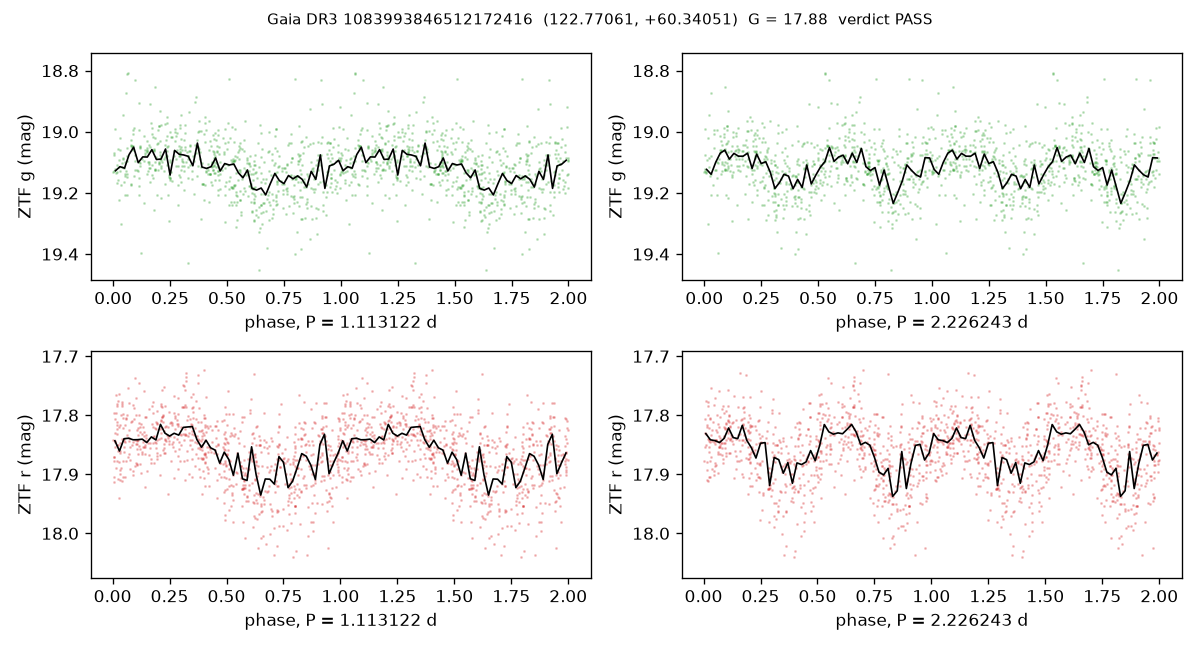 Gaia DR3 1083993846512172416 (122.77061, +60.34051) G = 17.88 verdict PASS
ZTF g (mag)
18.8
19.0
19.2
19.4
0.00 0.25 0.50 0.75 1.00 1.25 1.50 1.75 2.00
phase, P = 1.113122 d
ZTF g (mag)
18.8
19.0
19.2
19.4
0.00 0.25 0.50 0.75 1.00 1.25 1.50 1.75 2.00
phase, P = 2.226243 d
ZTF r (mag)
17.7
17.8
17.9
18.0
0.00 0.25 0.50 0.75 1.00 1.25 1.50 1.75 2.00
phase, P = 1.113122 d
ZTF r (mag)
17.7
17.8
17.9
18.0
0.00 0.25 0.50 0.75 1.00 1.25 1.50 1.75 2.00
phase, P = 2.226243 d